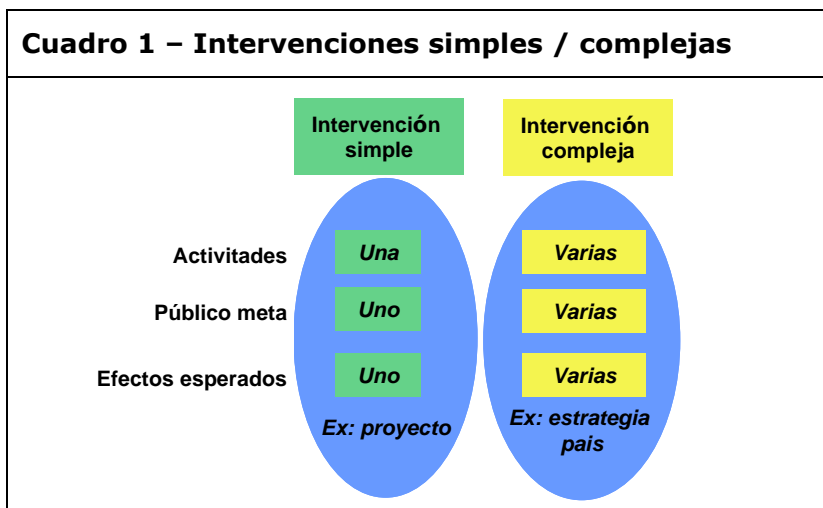 Cuadro 1 – Intervenciones simples / complejas
Intervención
simple
Intervención
compleja
Activitades
Una
Varias
Público meta
Uno
Varias
Efectos esperados
Uno
Varias
Ex: proyecto
Ex: estrategia
pais